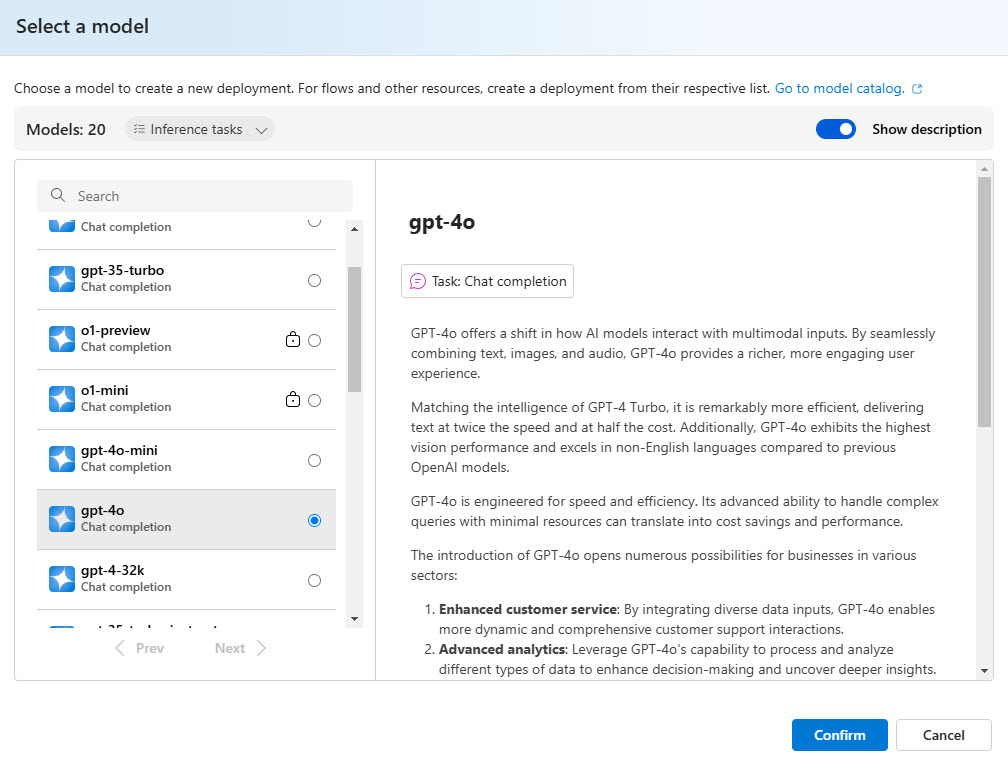 Select a model
Choose a model to create a new deployment. For flows and other resources, create a deployment from their respective list. Go to model catalog.
Models: 20
Inference tasks
Show description
Search
Chat completion
gpt-35-turbo
Chat completion
o1-preview
Chat completion
o1-mini
Chat completion
gpt-4o-mini
Chat completion
gpt-4o
Chat completion
gpt-4-32k
Chat completion
Prev
Next
gpt-4o
Task: Chat completion
GPT-4o offers a shift in how AI models interact with multimodal inputs. By seamlessly
combining text, images, and audio, GPT-4o provides a richer, more engaging user
experience.
Matching the intelligence of GPT-4 Turbo, it is remarkably more efficient, delivering
text at twice the speed and at half the cost. Additionally, GPT-4o exhibits the highest
vision performance and excels in non-English languages compared to previous
OpenAI models.
GPT-4o is engineered for speed and efficiency. Its advanced ability to handle complex
queries with minimal resources can translate into cost savings and performance.
The introduction of GPT-4o opens numerous possibilities for businesses in various
sectors:
1. Enhanced customer service: By integrating diverse data inputs, GPT-4o enables
more dynamic and comprehensive customer support interactions.
2. Advanced analytics: Leverage GPT-4o's capability to process and analyze
different types of data to enhance decision-making and uncover deeper insights.
Confirm
Cancel